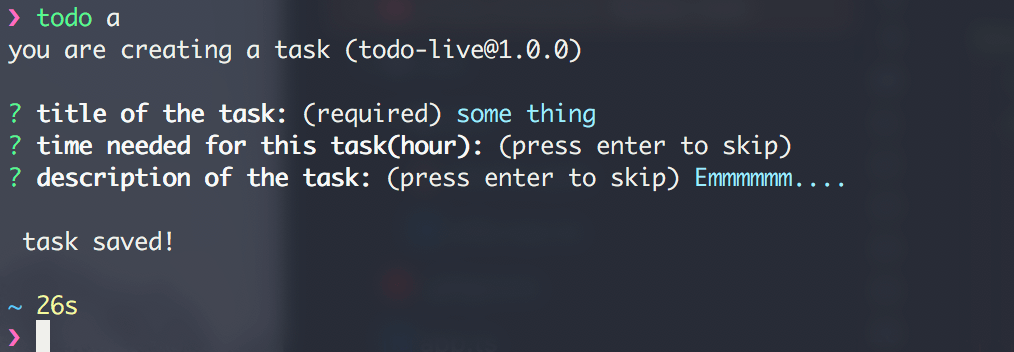 ❯ todo a
you are creating a task (todo-live@1.0.0)
? title of the task: (required) some thing
? time needed for this task(hour): (press enter to skip)
? description of the task: (press enter to skip) Emmmmmm....
task saved!
~ 26s
❯